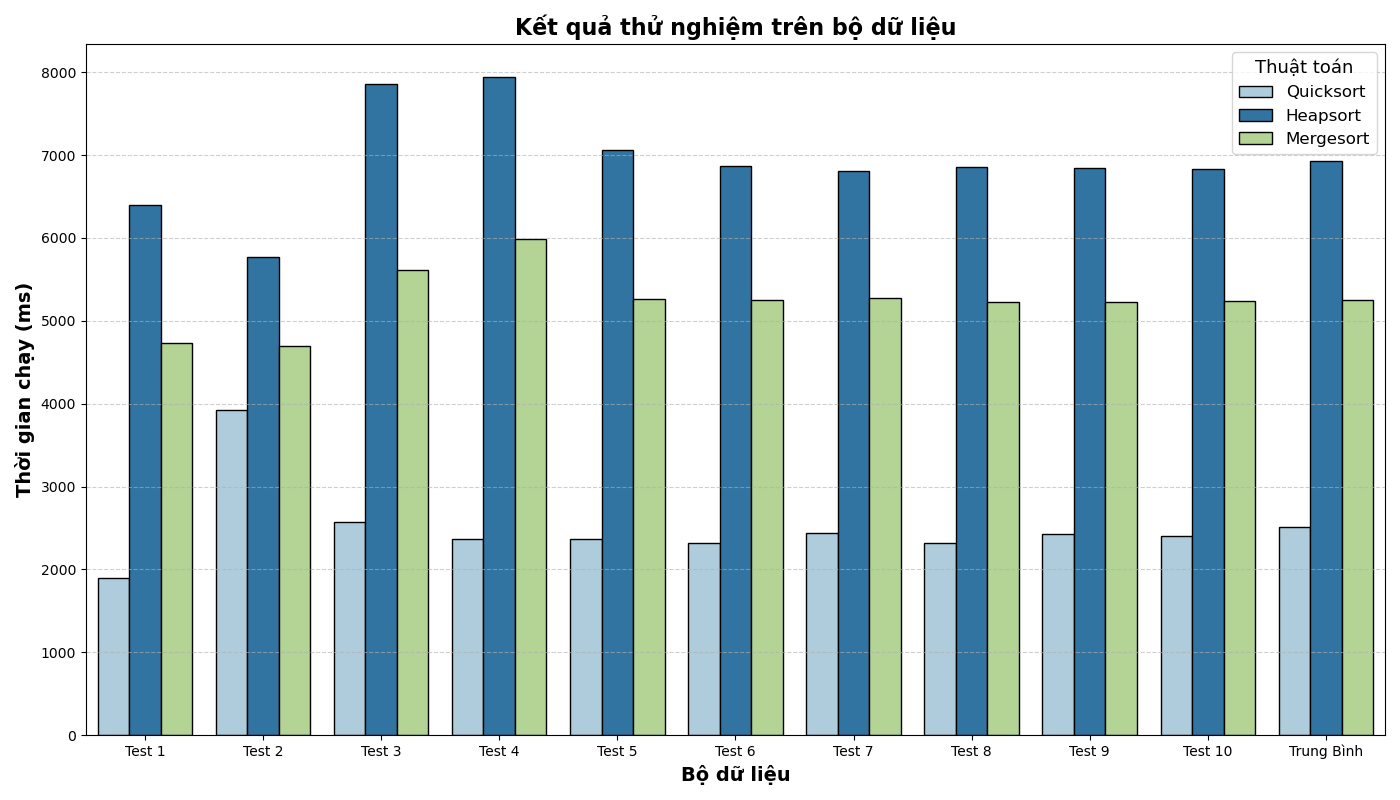 Kết quả thử nghiệm trên bộ dữ liệu
Thuật toán
Quicksort
Heapsort
Mergesort
Thời gian chạy (ms)
8000
7000
6000
5000
4000
3000
2000
1000
0
Test 1 Test 2 Test 3 Test 4 Test 5 Test 6 Test 7 Test 8 Test 9 Test 10 Trung Bình
Bộ dữ liệu